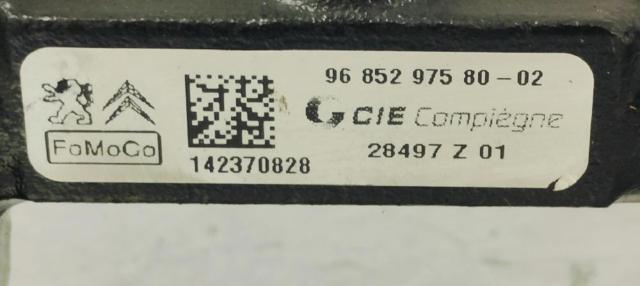 96 852 975 80-02
CIE Compiègne
FoMoCo
28497 Z 01
142370828